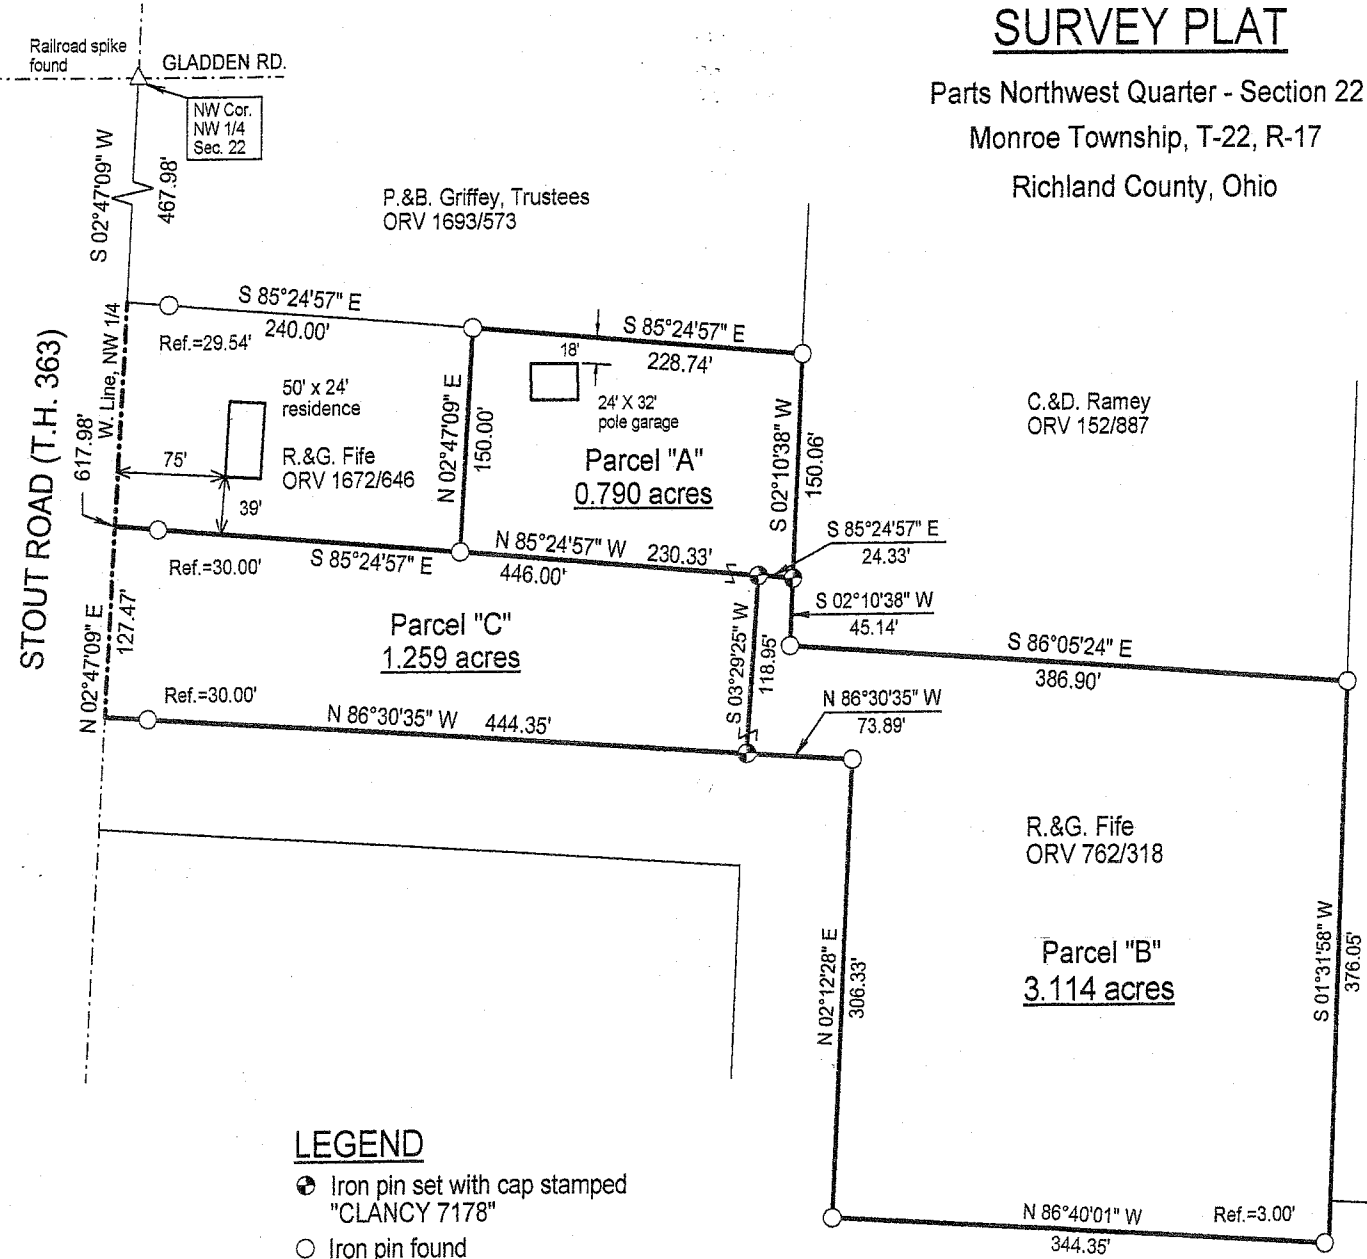 SURVEY PLAT
Parts Northwest Quarter - Section 22
Monroe Township, T-22, R-17
Richland County, Ohio
Railroad spike
found
GLADDEN RD.
NW Cor.
NW 1/4
Sec. 22
S 02°47'09" W
467.98'
P.&B. Griffey, Trustees
ORV 1693/573
S 85°24'57" E
240.00'
Ref.=29.54'
S 85°24'57" E
228.74'
18'
24' X 32'
pole garage
Parcel "A"
0.790 acres
N 02°47'09" E
150.00'
S 02°10'38" W
150.06'
C.&D. Ramey
ORV 152/887
STOUT ROAD (T.H. 363)
617.98'
W. Line, NW 1/4
50' x 24'
residence
R.&G. Fife
ORV 1672/646
75'
39'
Ref.=30.00'
S 85°24'57" E
N 85°24'57" W
230.33'
446.00'
S 85°24'57" E
24.33'
S 02°10'38" W
45.14'
N 02°47'09" E
127.47'
Parcel "C"
1.259 acres
S 03°29'25" W
118.95'
S 86°05'24" E
386.90'
Ref.=30.00'
N 86°30'35" W
444.35'
N 86°30'35" W
73.89'
R.&G. Fife
ORV 762/318
Parcel "B"
3.114 acres
N 02°12'28" E
306.33'
S 01°31'58" W
376.05'
N 86°40'01" W
344.35'
Ref.=3.00'
LEGEND
Iron pin set with cap stamped
"CLANCY 7178"
Iron pin found